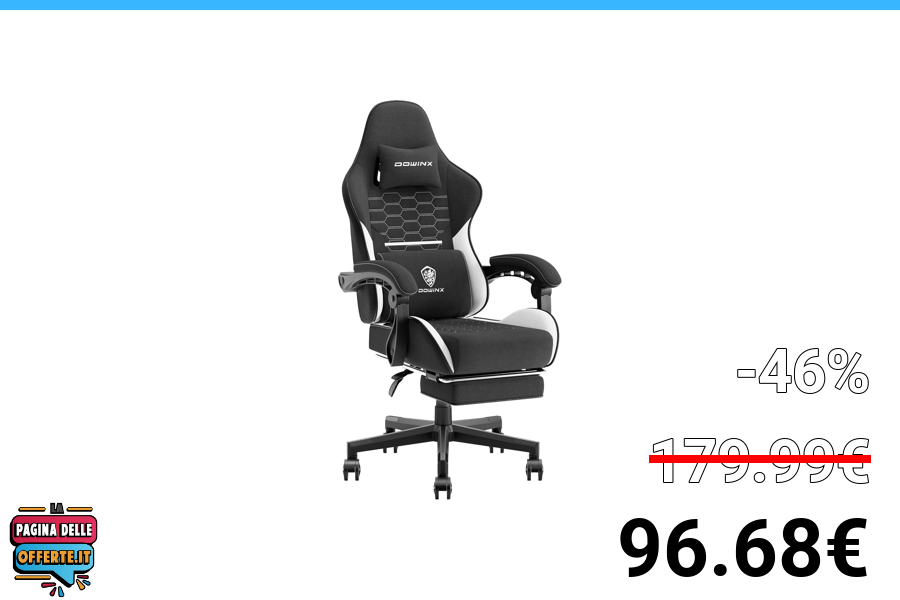 DOWINX
DOWINX
-46%
179.99€
96.68€
LA
PAGINA DELLE
OFFERTE.IT